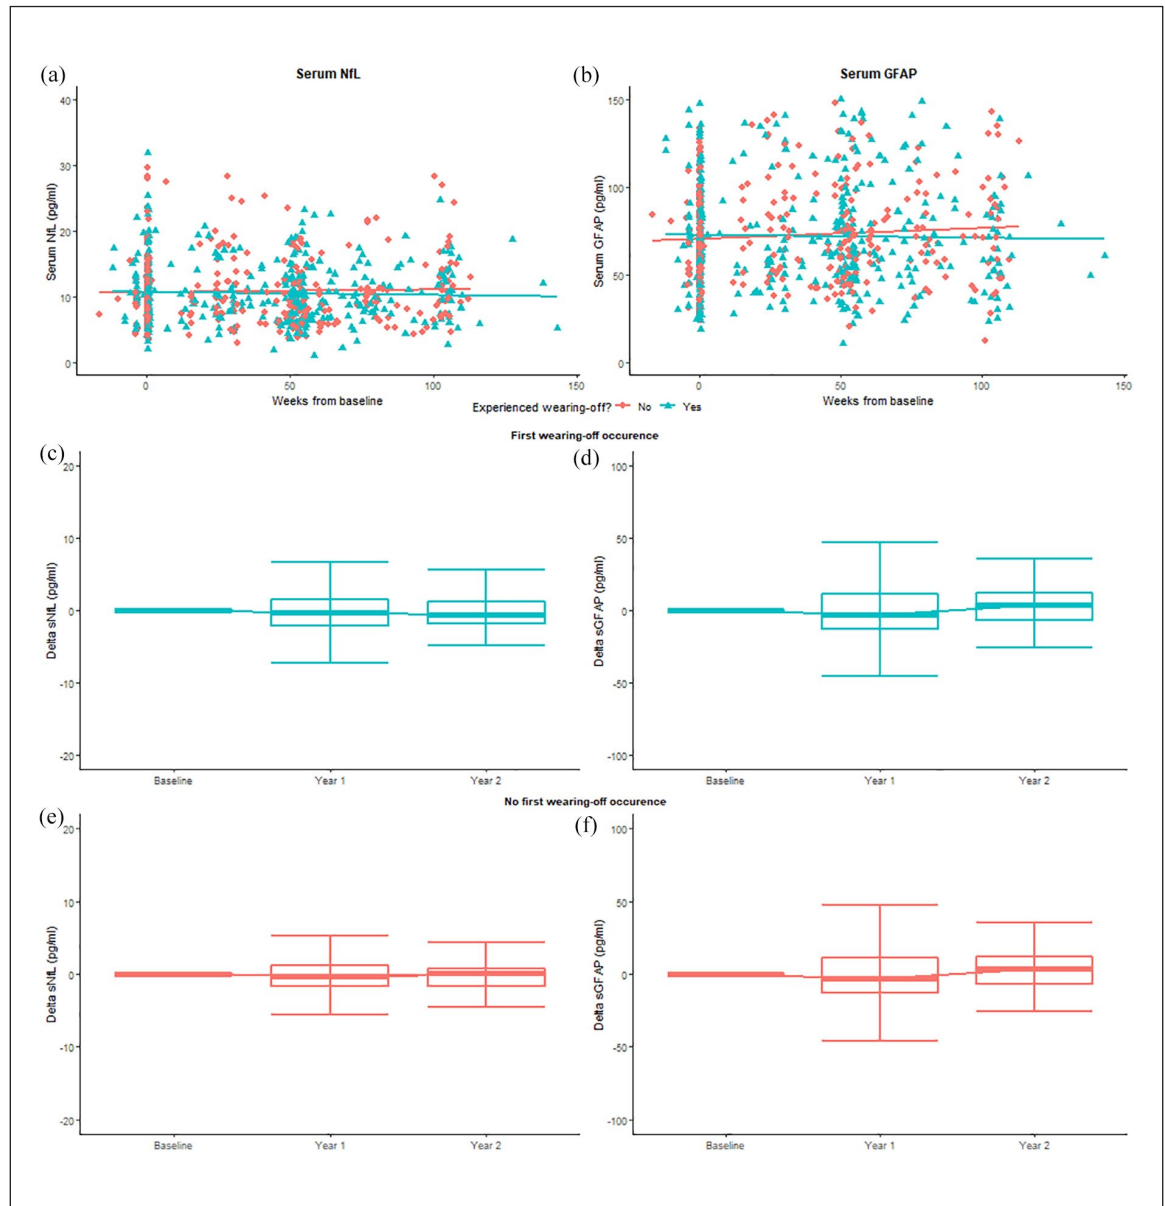 (a)
Serum NfL
Serum NfL (pg/ml)
40
30
20
10
0
0
50
100
150
Weeks from baseline
(b)
Serum GFAP
Serum GFAP (pg/ml)
150
100
50
0
0
50
100
150
Weeks from baseline
Experienced wearing-off? No Yes
First wearing-off occurence
(c)
Delta sNfL (pg/ml)
20
10
0
-10
-20
Baseline
Year 1
Year 2
(d)
Delta sGFAP (pg/ml)
100
50
0
-50
-100
Baseline
Year 1
Year 2
No first wearing-off occurence
(e)
Delta sNfL (pg/ml)
20
10
0
-10
-20
Baseline
Year 1
Year 2
(f)
Delta sGFAP (pg/ml)
100
50
0
-50
-100
Baseline
Year 1
Year 2